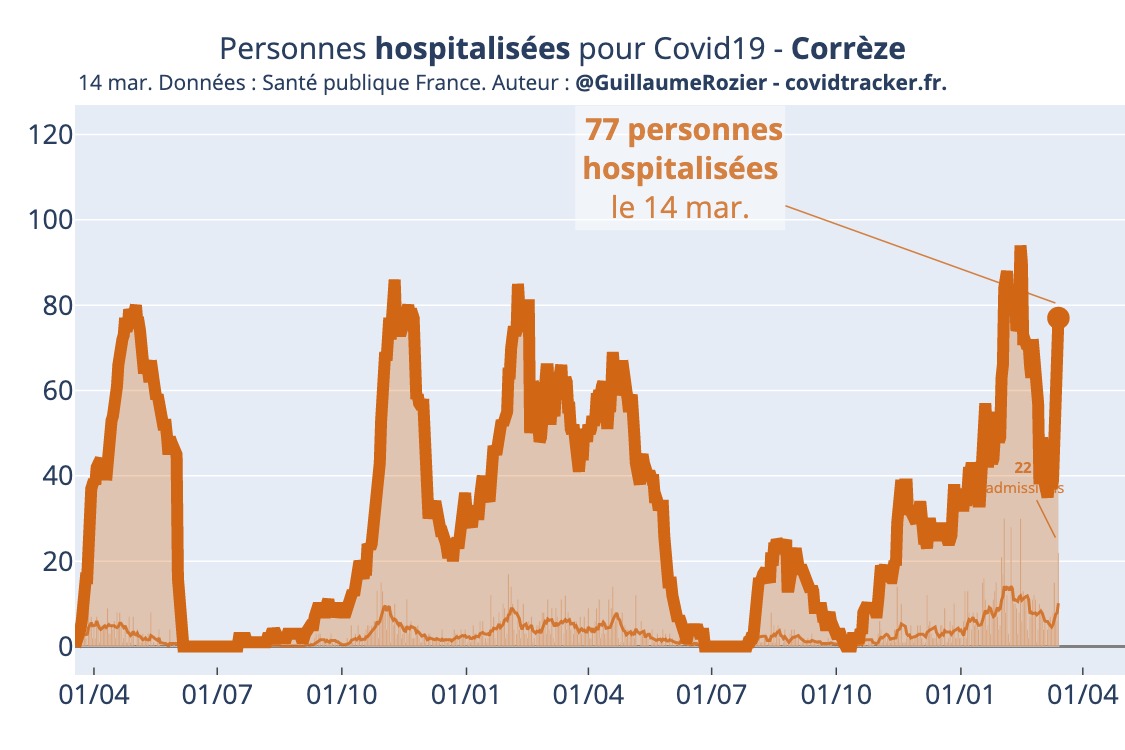 Personnes hospitalisées pour Covid19 - Corrèze
14 mar. Données : Santé publique France. Auteur : @GuillaumeRozier - covidtracker.fr.
77 personnes
hospitalisées
le 14 mar.
120
100
80
60
40
20
0
22
admissions
01/04
01/07
01/10
01/01
01/04
01/07
01/10
01/01
01/04